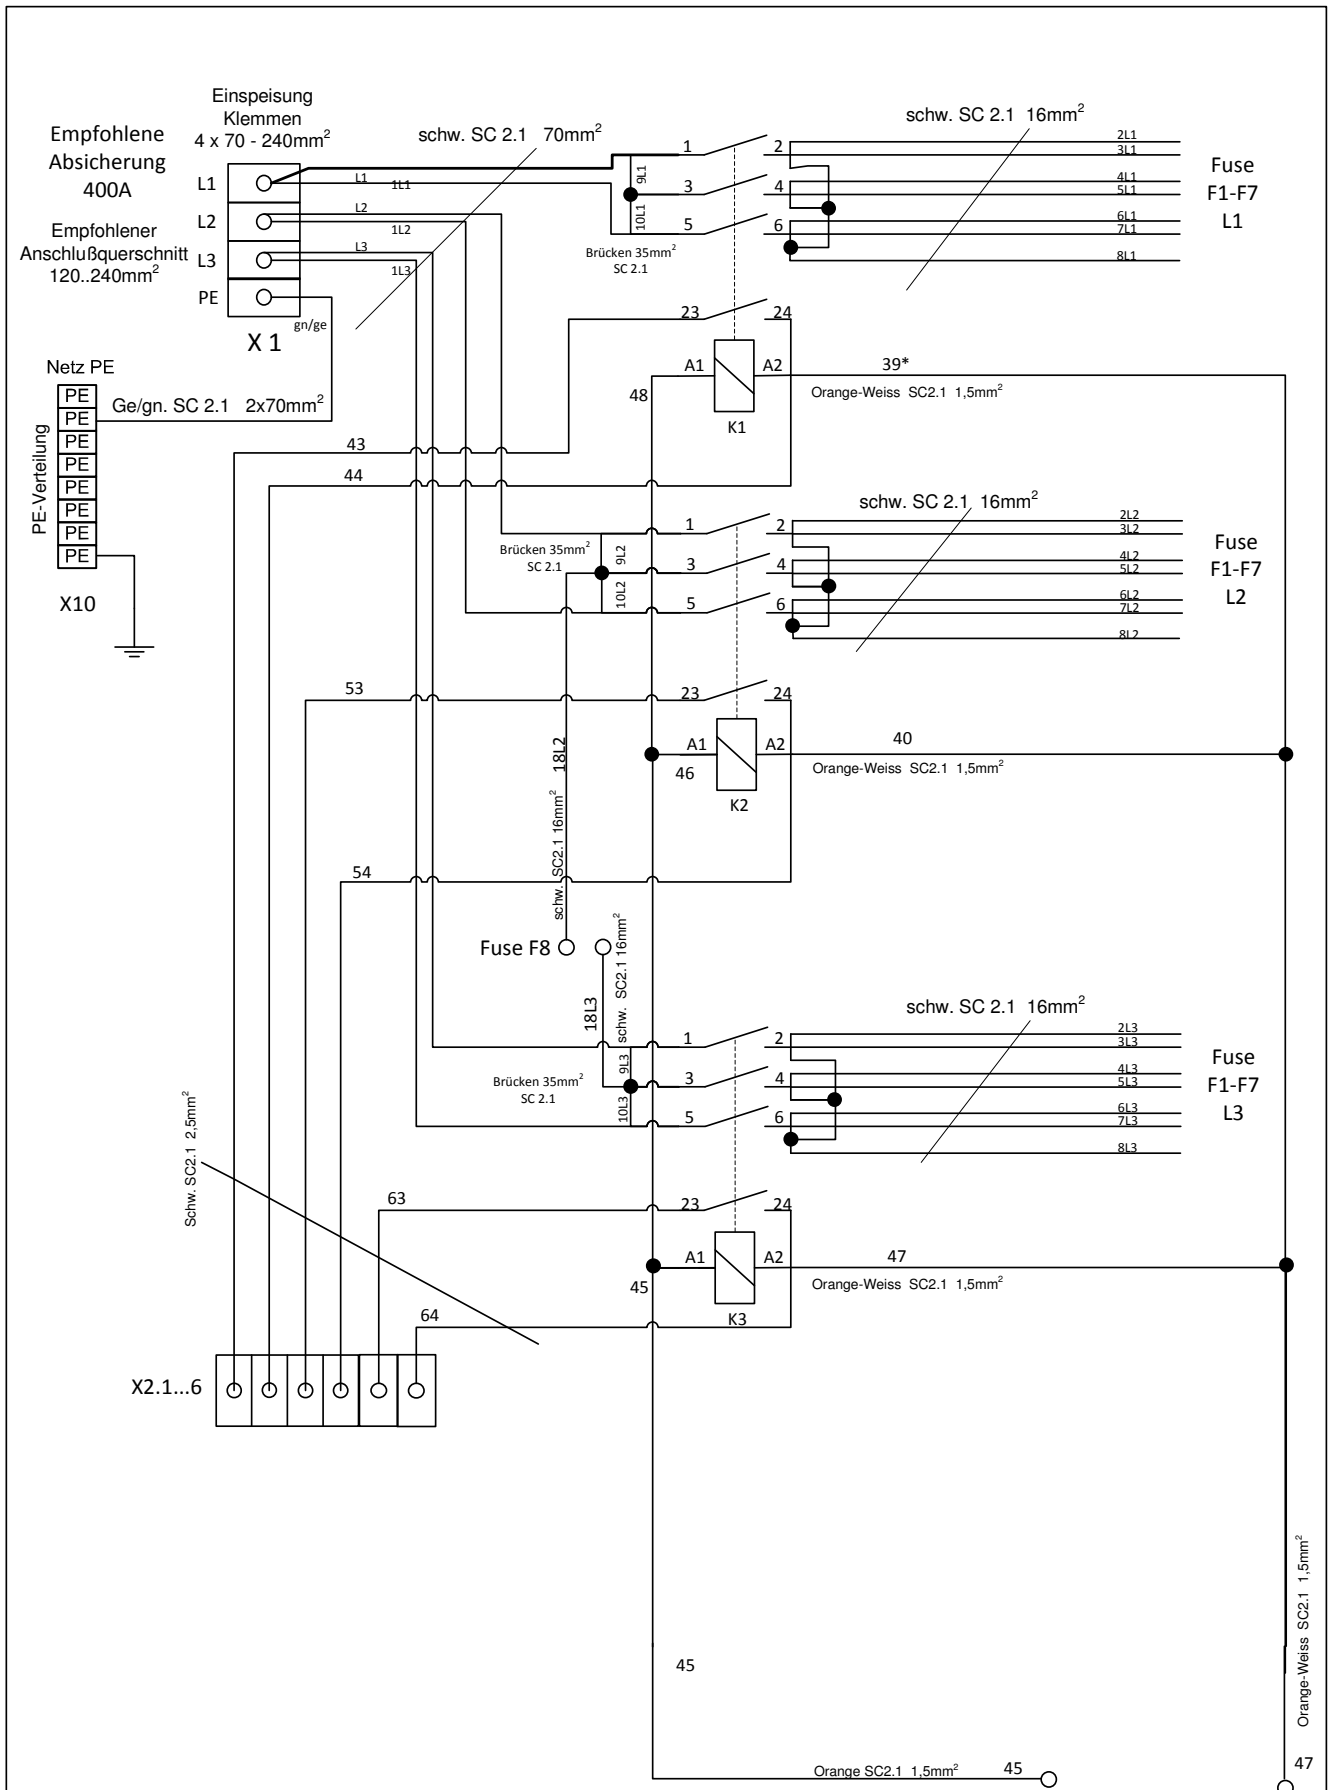 Einspeisung
Klemmen
4 x 70 - 240mm²
Empfohlene
Absicherung
400A
Empfohlener
Anschlußquerschnitt
120..240mm²
L1
L2
L3
PE
X 1
L1
1L1
L2
1L2
L3
1L3
gn/ge
schw. SC 2.1 70mm²
schw. SC 2.1 16mm²
1
2
3
4
5
6
9L1
10L1
Brücken 35mm²
SC 2.1
2L1
3L1
4L1
5L1
6L1
7L1
8L1
Fuse
F1-F7
L1
23
24
A1
A2
48
K1
39*
Orange-Weiss SC2.1 1,5mm²
Netz PE
PE
PE
PE
PE
PE
PE
PE
PE
PE-Verteilung
X10
Ge/gn. SC 2.1 2x70mm²
43
44
schw. SC 2.1 16mm²
1
2
3
4
5
6
9L2
10L2
Brücken 35mm²
SC 2.1
2L2
3L2
4L2
5L2
6L2
7L2
8L2
Fuse
F1-F7
L2
53
23
24
A1
A2
46
K2
40
Orange-Weiss SC2.1 1,5mm²
18L2
schw. SC2.1 16mm²
54
Fuse F8
18L3
schw. SC2.1 16mm²
schw. SC 2.1 16mm²
1
2
3
4
5
6
9L3
10L3
Brücken 35mm²
SC 2.1
2L3
3L3
4L3
5L3
6L3
7L3
8L3
Fuse
F1-F7
L3
Schw. SC2.1 2,5mm²
63
23
24
A1
A2
45
K3
47
Orange-Weiss SC2.1 1,5mm²
64
X2.1...6
45
Orange-Weiss SC2.1 1,5mm²
Orange SC2.1 1,5mm²
45
47